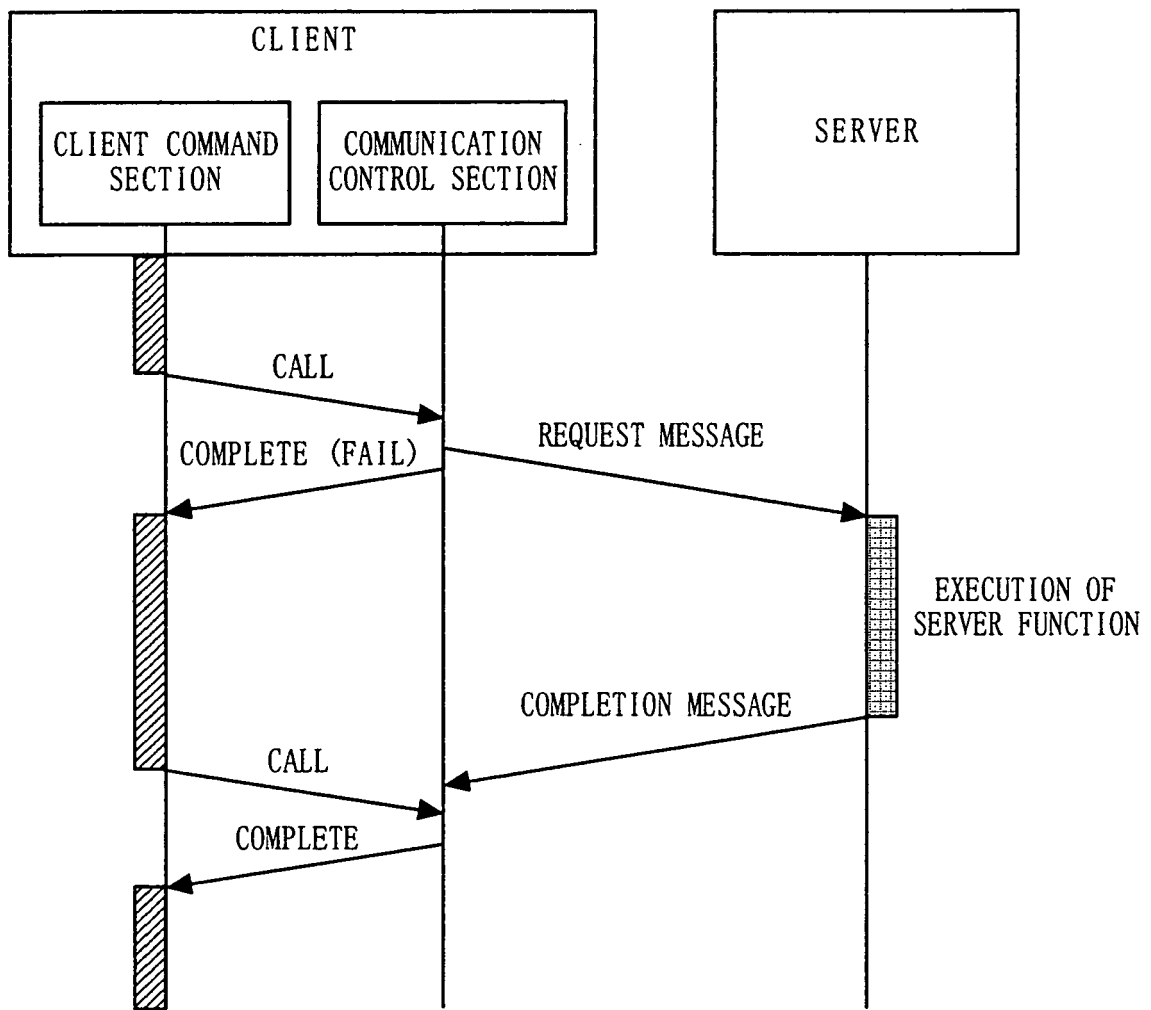 CLIENT
CLIENT COMMAND
SECTION
COMMUNICATION
CONTROL SECTION
SERVER
CALL
REQUEST MESSAGE
COMPLETE (FAIL)
EXECUTION OF
SERVER FUNCTION
COMPLETION MESSAGE
CALL
COMPLETE